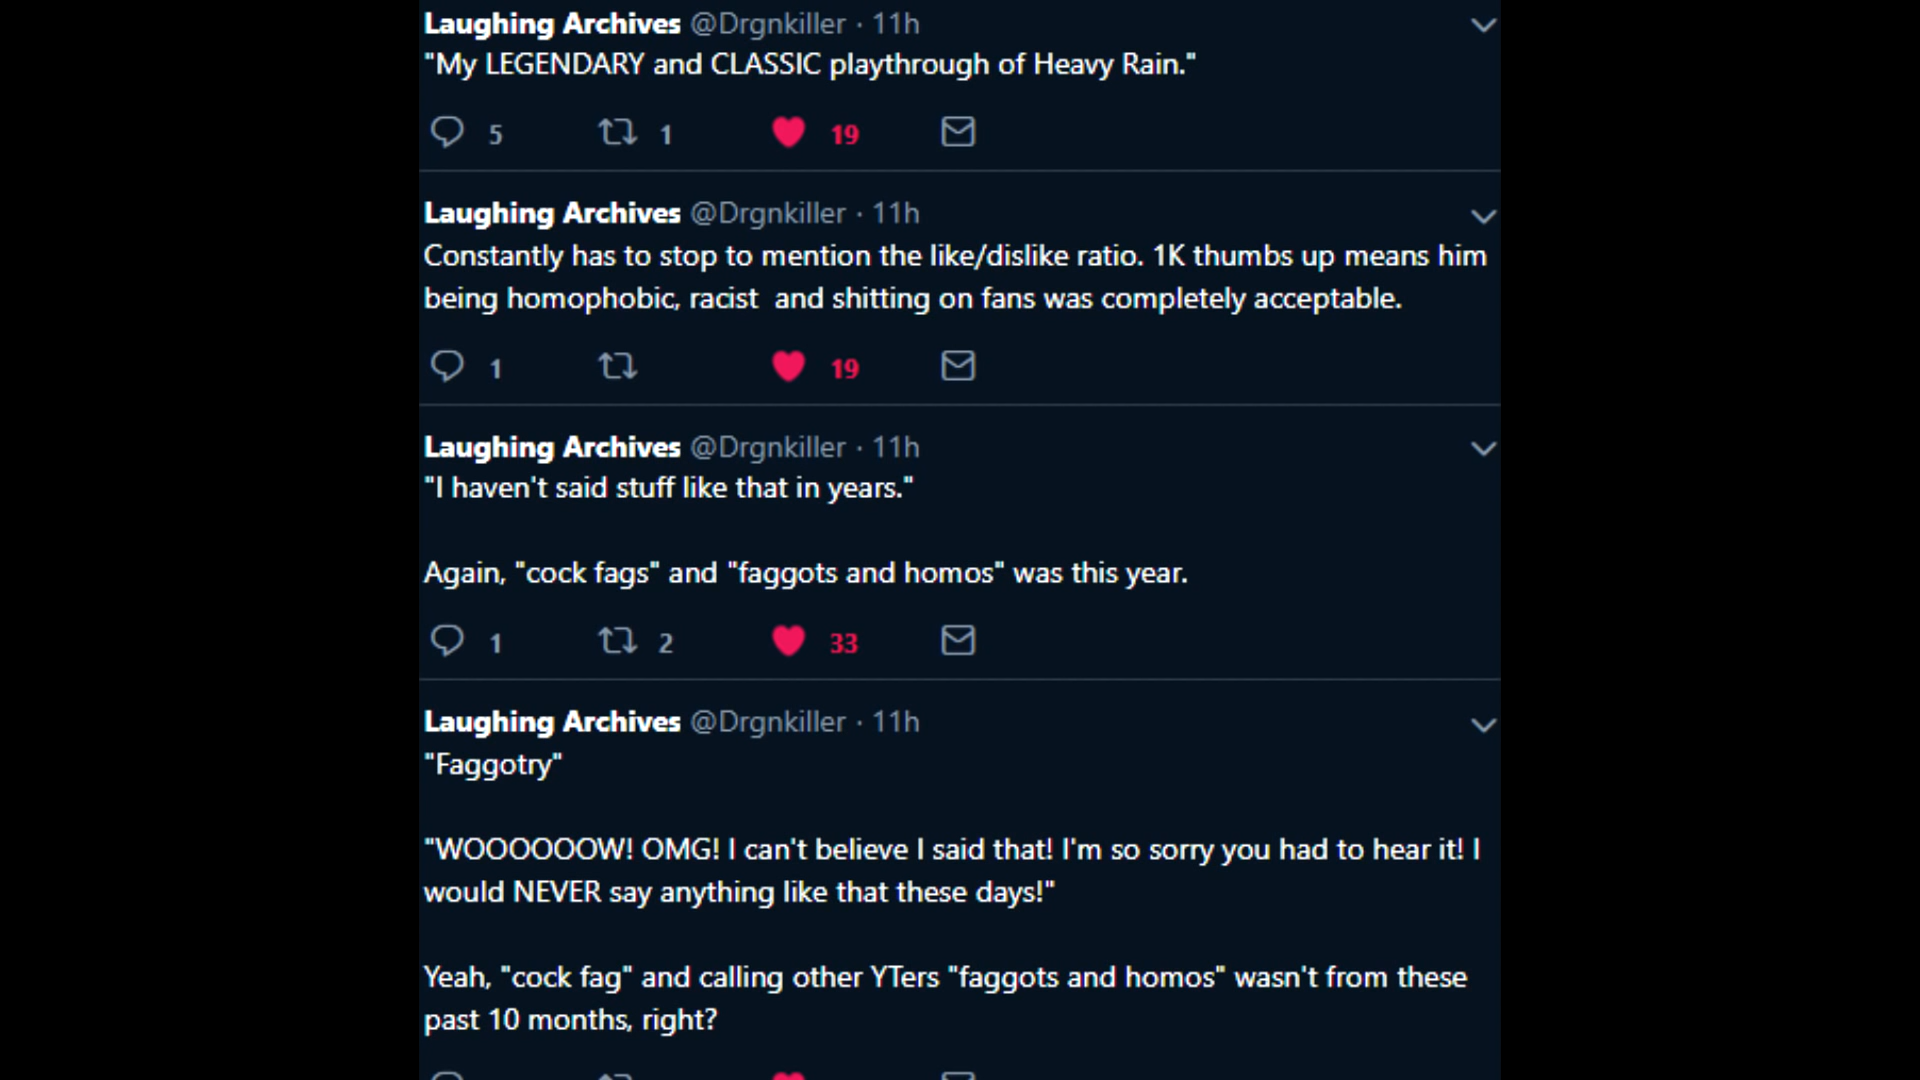 Laughing Archives @Drgnkiller · 11h
"My LEGENDARY and CLASSIC playthrough of Heavy Rain."
5 1 19
Laughing Archives @Drgnkiller · 11h
Constantly has to stop to mention the like/dislike ratio. 1K thumbs up means him
being homophobic, racist  and shitting on fans was completely acceptable.
1 19
Laughing Archives @Drgnkiller · 11h
"I haven't said stuff like that in years."
Again, "cock fags" and "faggots and homos" was this year.
1 2 33
Laughing Archives @Drgnkiller · 11h
"Faggotry"
"WOOOOOOW! OMG! I can't believe I said that! I'm so sorry you had to hear it! I
would NEVER say anything like that these days!"
Yeah, "cock fag" and calling other YTers "faggots and homos" wasn't from these
past 10 months, right?